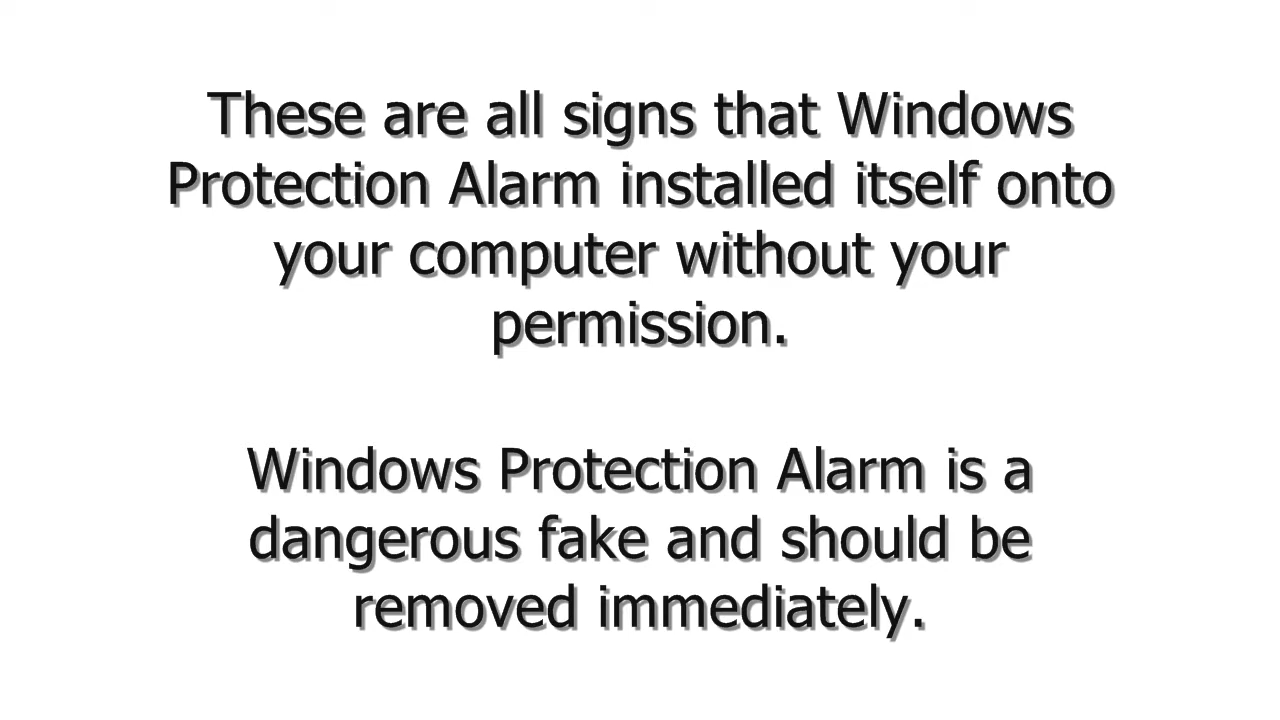 These are all signs that Windows
Protection Alarm installed itself onto
your computer without your
permission.
Windows Protection Alarm is a
dangerous fake and should be
removed immediately.